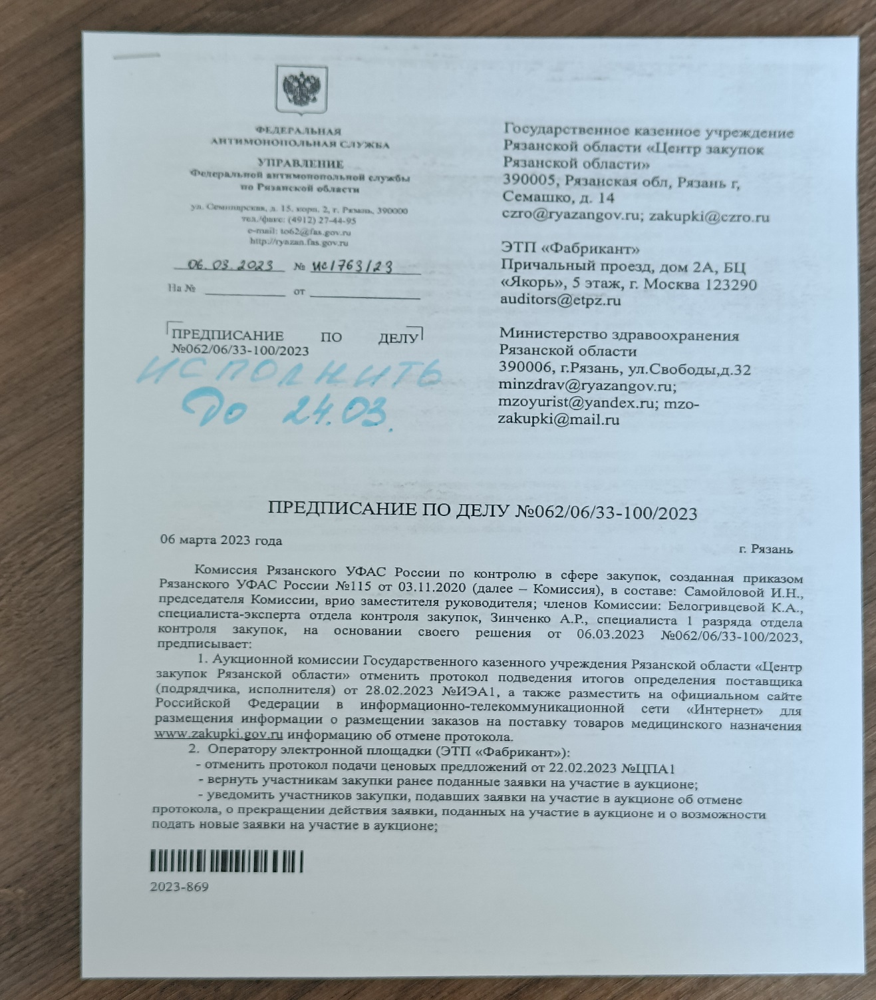 ФЕДЕРАЛЬНАЯ
АНТИМОНОПОЛЬНАЯ СЛУЖБА
УПРАВЛЕНИЕ
Федеральной антимонопольной службы
по Рязанской области
ул. Семинарская, д. 15, корп. 2, г. Рязань, 390000
тел./факс: (4912) 27-44-95
e-mail: to62@fas.gov.ru
http://ryazan.fas.gov.ru
06.03.2023 № ис/763/23
На № от
ПРЕДПИСАНИЕ ПО ДЕЛУ
№062/06/33-100/2023
ИСПОЛНИТЬ
До 24.03.
Государственное казенное учреждение
Рязанской области «Центр закупок
Рязанской области»
390005, Рязанская обл, Рязань г,
Семашко, д. 14
czro@ryazangov.ru; zakupki@czro.ru
ЭТП «Фабрикант»
Причальный проезд, дом 2А, БЦ
«Якорь», 5 этаж, г. Москва 123290
auditors@etpz.ru
Министерство здравоохранения
Рязанской области
390006, г.Рязань, ул.Свободы,д.32
minzdrav@ryazangov.ru;
mzoyurist@yandex.ru; mzo-
zakupki@mail.ru
ПРЕДПИСАНИЕ ПО ДЕЛУ №062/06/33-100/2023
06 марта 2023 года г. Рязань
Комиссия Рязанского УФАС России по контролю в сфере закупок, созданная приказом
Рязанского УФАС России №115 от 03.11.2020 (далее – Комиссия), в составе: Самойловой И.Н.,
председателя Комиссии, врио заместителя руководителя; членов Комиссии: Белогривцевой К.А.,
специалиста-эксперта отдела контроля закупок, Зинченко А.Р., специалиста 1 разряда отдела
контроля закупок, на основании своего решения от 06.03.2023 №062/06/33-100/2023,
предписывает:
1. Аукционной комиссии Государственного казенного учреждения Рязанской области «Центр
закупок Рязанской области» отменить протокол подведения итогов определения поставщика
(подрядчика, исполнителя) от 28.02.2023 №ИЭА1, а также разместить на официальном сайте
Российской Федерации в информационно-телекоммуникационной сети «Интернет» для
размещения информации о размещении заказов на поставку товаров медицинского назначения
www.zakupki.gov.ru информацию об отмене протокола.
2. Оператору электронной площадки (ЭТП «Фабрикант»):
- отменить протокол подачи ценовых предложений от 22.02.2023 №ЦПА1
- вернуть участникам закупки ранее поданные заявки на участие в аукционе;
- уведомить участников закупки, подавших заявки на участие в аукционе об отмене
протокола, о прекращении действия заявки, поданных на участие в аукционе и о возможности
подать новые заявки на участие в аукционе;
2023-869